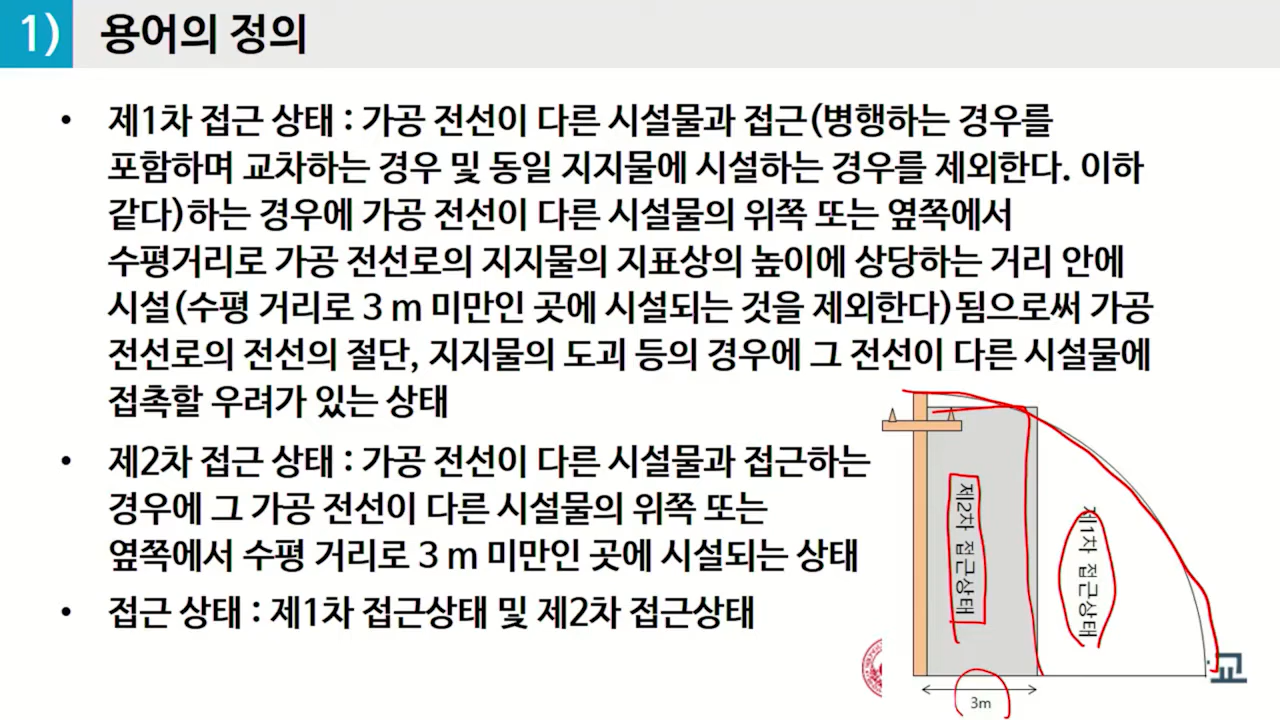 1) 용어의 정의
• 제1차 접근 상태 : 가공 전선이 다른 시설물과 접근(병행하는 경우를
포함하며 교차하는 경우 및 동일 지지물에 시설하는 경우를 제외한다. 이하
같다)하는 경우에 가공 전선이 다른 시설물의 위쪽 또는 옆쪽에서
수평거리로 가공 전선로의 지지물의 지표상의 높이에 상당하는 거리 안에
시설(수평 거리로 3 m 미만인 곳에 시설되는 것을 제외한다)됨으로써 가공
전선로의 전선의 절단, 지지물의 도괴 등의 경우에 그 전선이 다른 시설물에
접촉할 우려가 있는 상태
• 제2차 접근 상태 : 가공 전선이 다른 시설물과 접근하는
경우에 그 가공 전선이 다른 시설물의 위쪽 또는
옆쪽에서 수평 거리로 3 m 미만인 곳에 시설되는 상태
• 접근 상태 : 제1차 접근상태 및 제2차 접근상태
제2차 접근상태
제1차 접근상태
3m
교